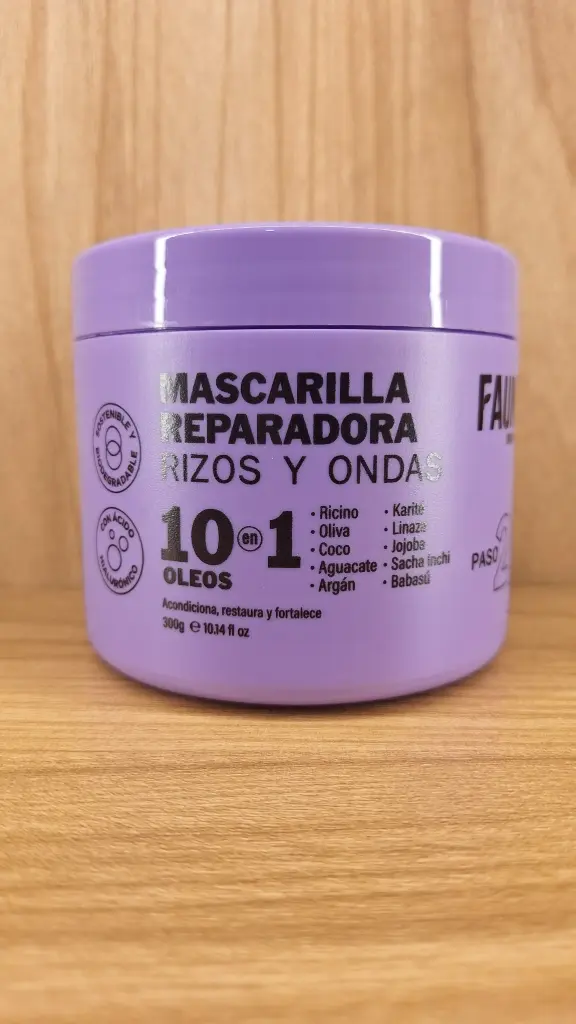 SOSTENIBLE Y
BIODEGRADABLE
CON ÁCIDO
HIALURÓNICO
MASCARILLA
REPARADORA
RIZOS Y ONDAS
10 en 1
OLEOS
• Ricino
• Oliva
• Coco
• Aguacate
• Argán
• Karité
• Linaza
• Jojoba
• Sacha inchi
• Babasú
Acondiciona, restaura y fortalece
300g ℮ 10.14 fl oz
PASO 2